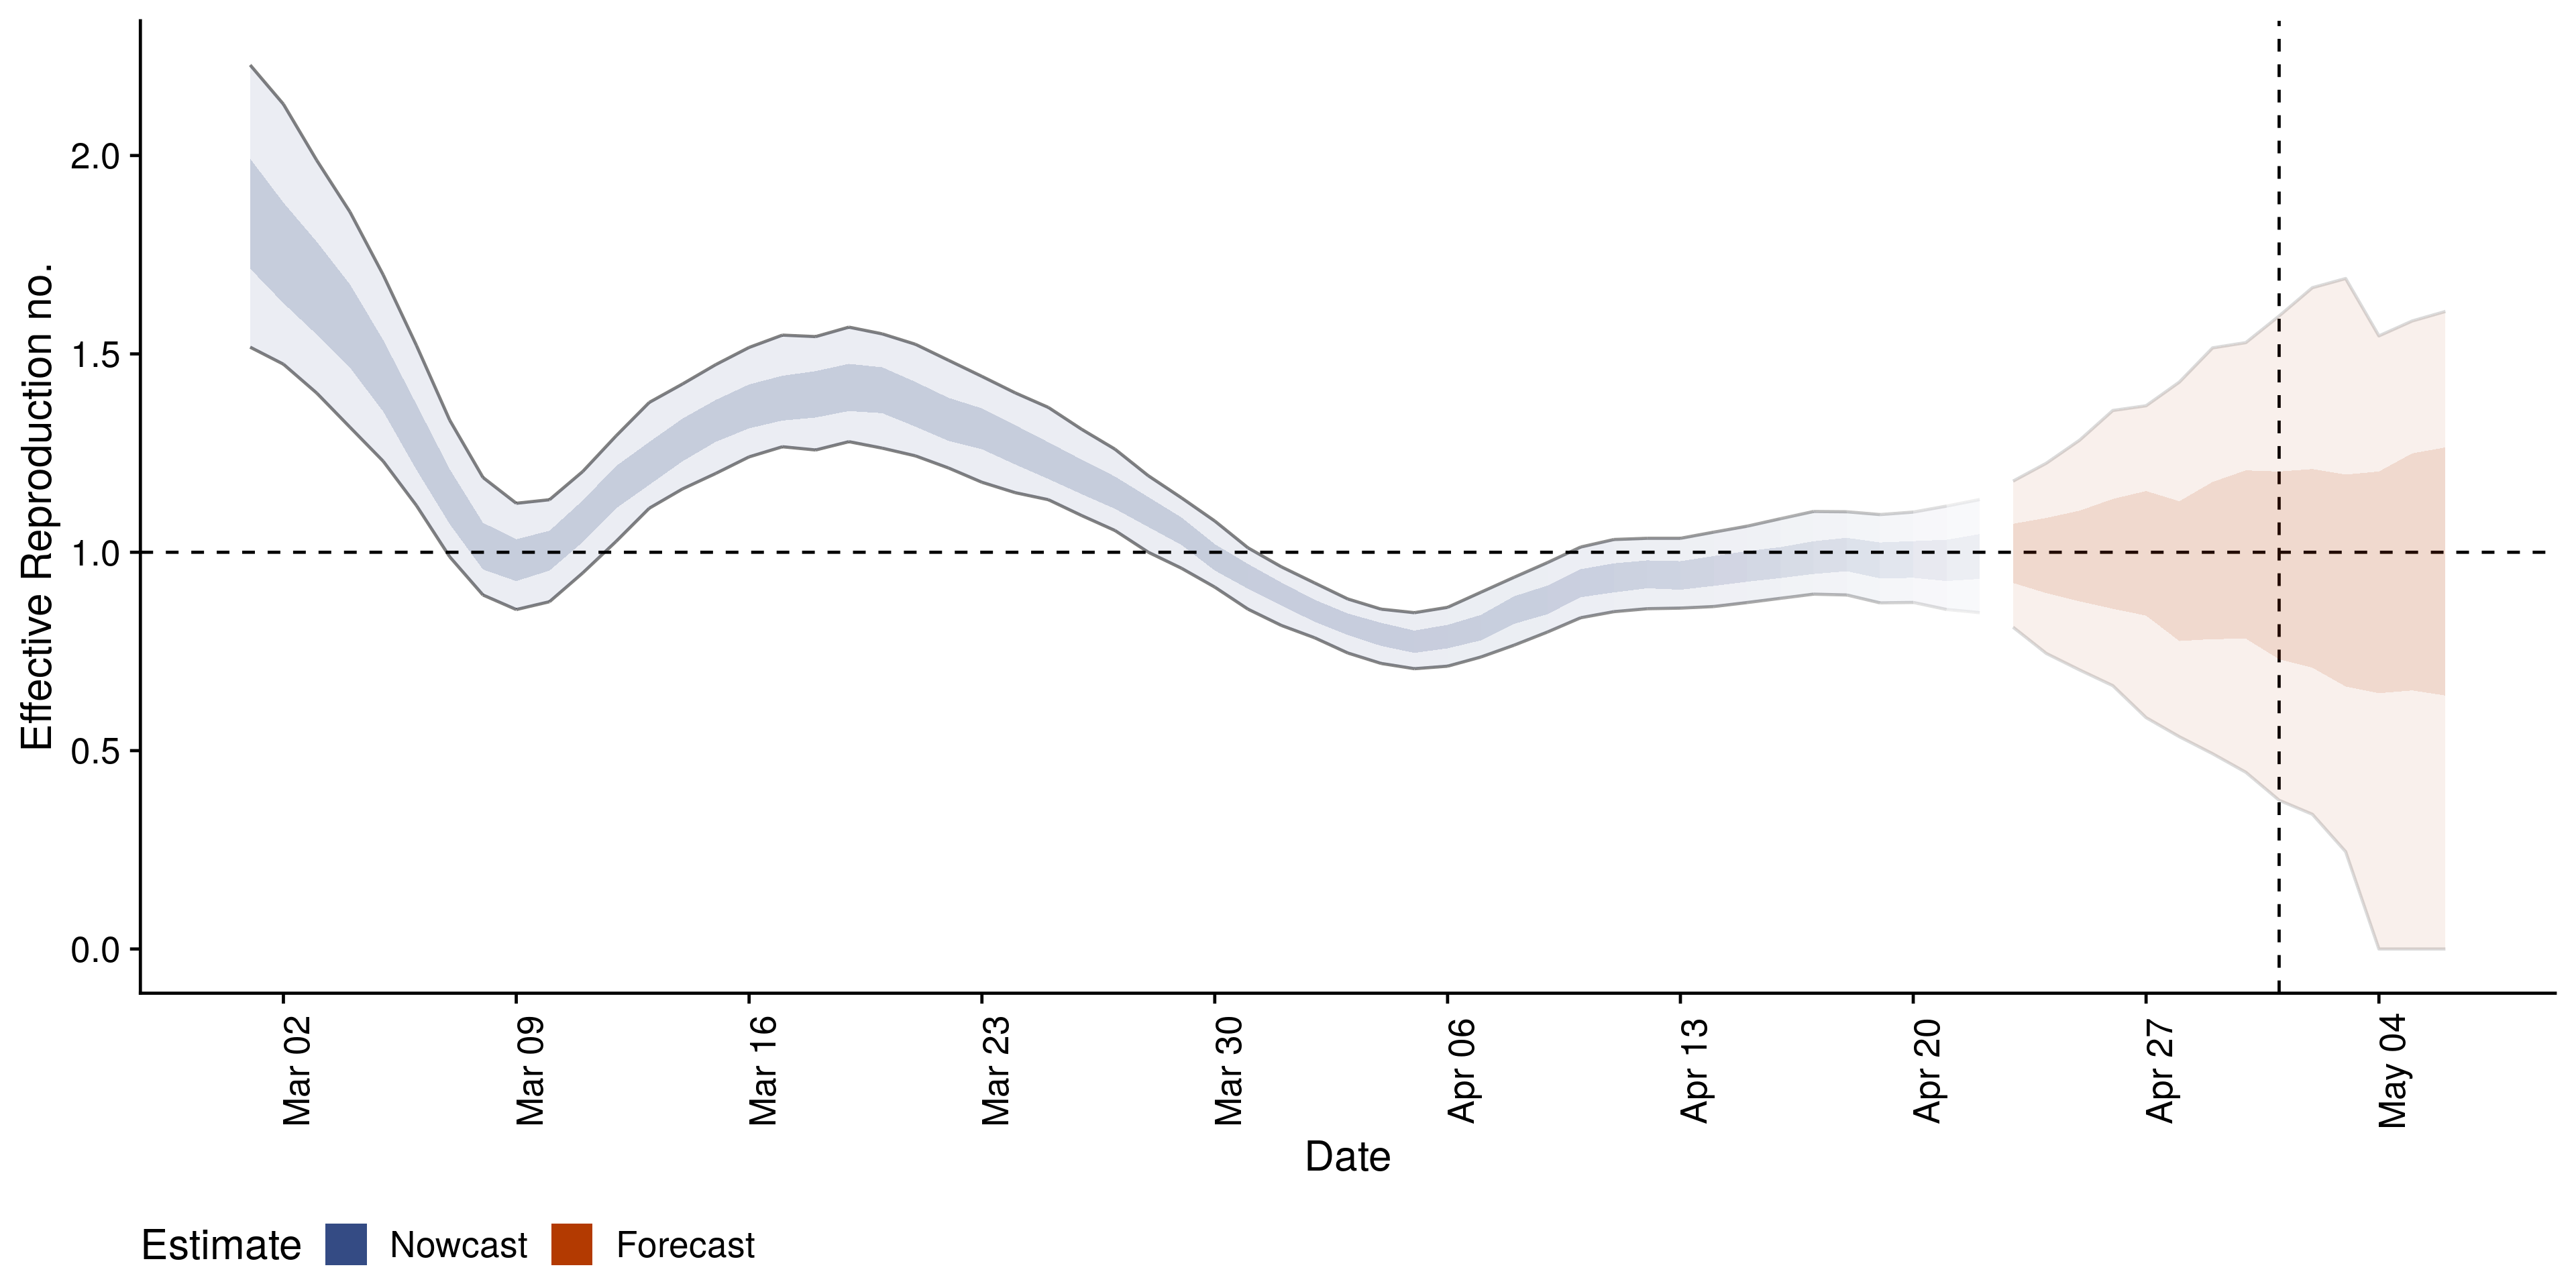 Effective Reproduction no.
2.0
1.5
1.0
0.5
0.0
Mar 02
Mar 09
Mar 16
Mar 23
Mar 30
Apr 06
Apr 13
Apr 20
Apr 27
May 04
Date
Estimate Nowcast Forecast